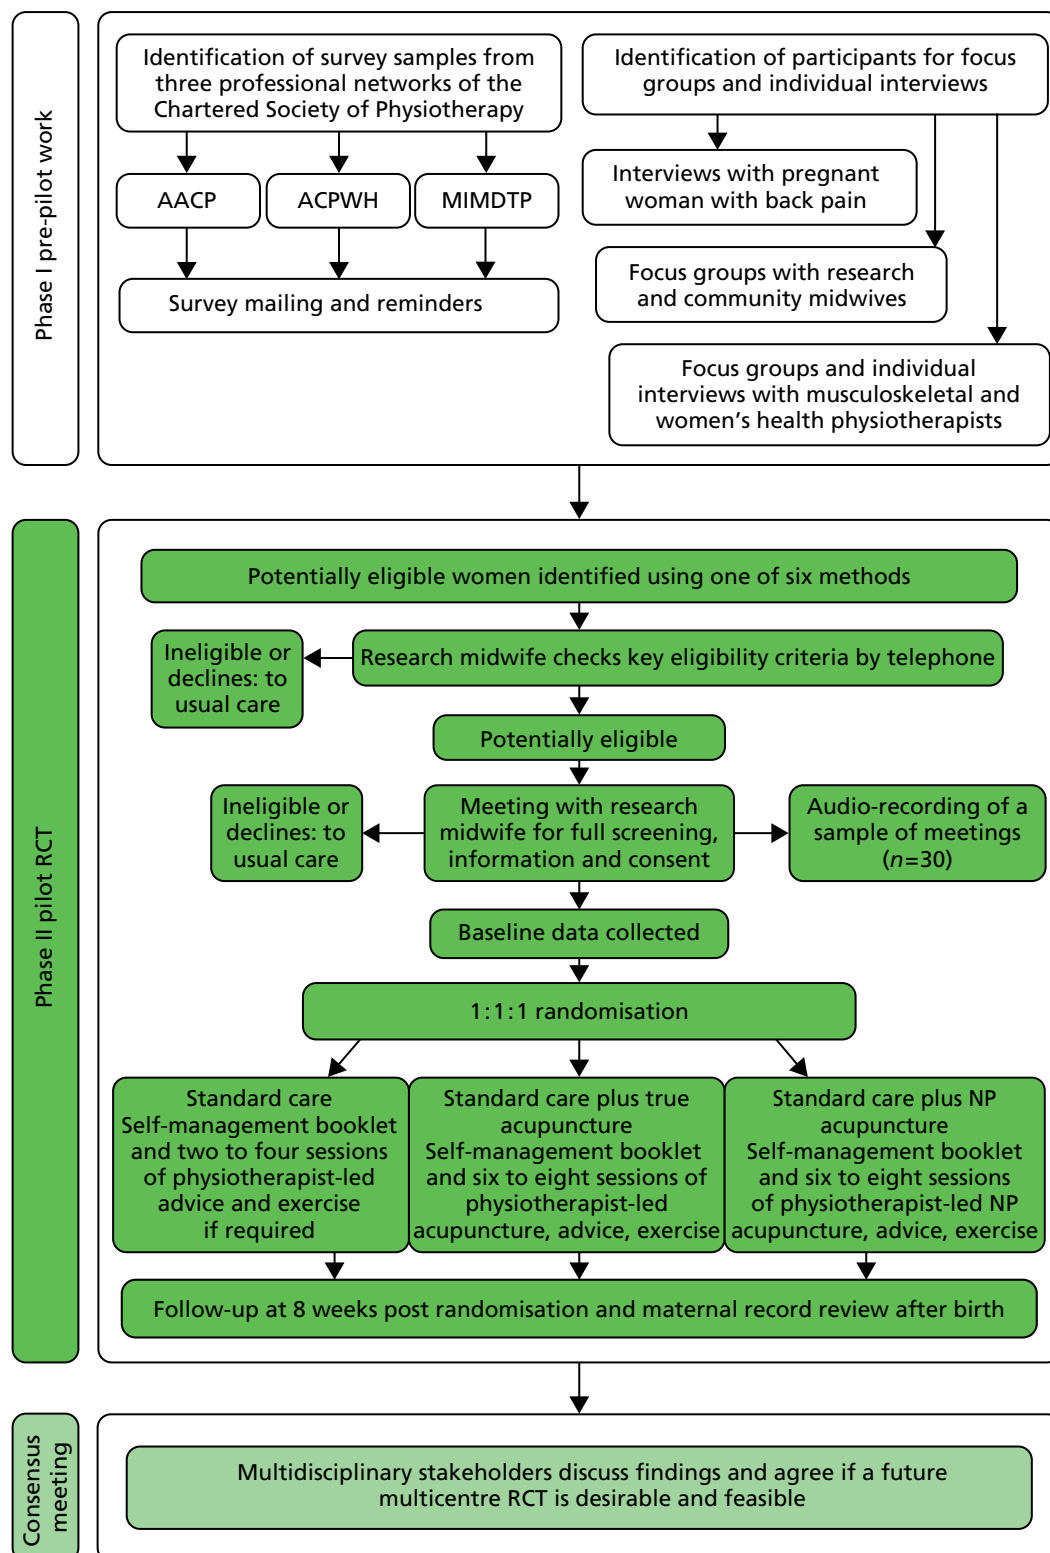 Phase I pre-pilot work
Identification of survey samples from
three professional networks of the
Chartered Society of Physiotherapy
AACP
ACPWH
MIMDTP
Survey mailing and reminders
Identification of participants for focus
groups and individual interviews
Interviews with pregnant
woman with back pain
Focus groups with research
and community midwives
Focus groups and individual
interviews with musculoskeletal and
women's health physiotherapists
Phase II pilot RCT
Potentially eligible women identified using one of six methods
Research midwife checks key eligibility criteria by telephone
Ineligible or
declines: to
usual care
Potentially eligible
Meeting with research
midwife for full screening,
information and consent
Ineligible or
declines: to
usual care
Audio-recording of a
sample of meetings
(n=30)
Baseline data collected
1:1:1 randomisation
Standard care
Self-management booklet
and two to four sessions
of physiotherapist-led
advice and exercise
if required
Standard care plus true
acupuncture
Self-management booklet
and six to eight sessions of
physiotherapist-led
acupuncture, advice, exercise
Standard care plus NP
acupuncture
Self-management booklet
and six to eight sessions
of physiotherapist-led NP
acupuncture, advice, exercise
Follow-up at 8 weeks post randomisation and maternal record review after birth
Consensus
meeting
Multidisciplinary stakeholders discuss findings and agree if a future
multicentre RCT is desirable and feasible